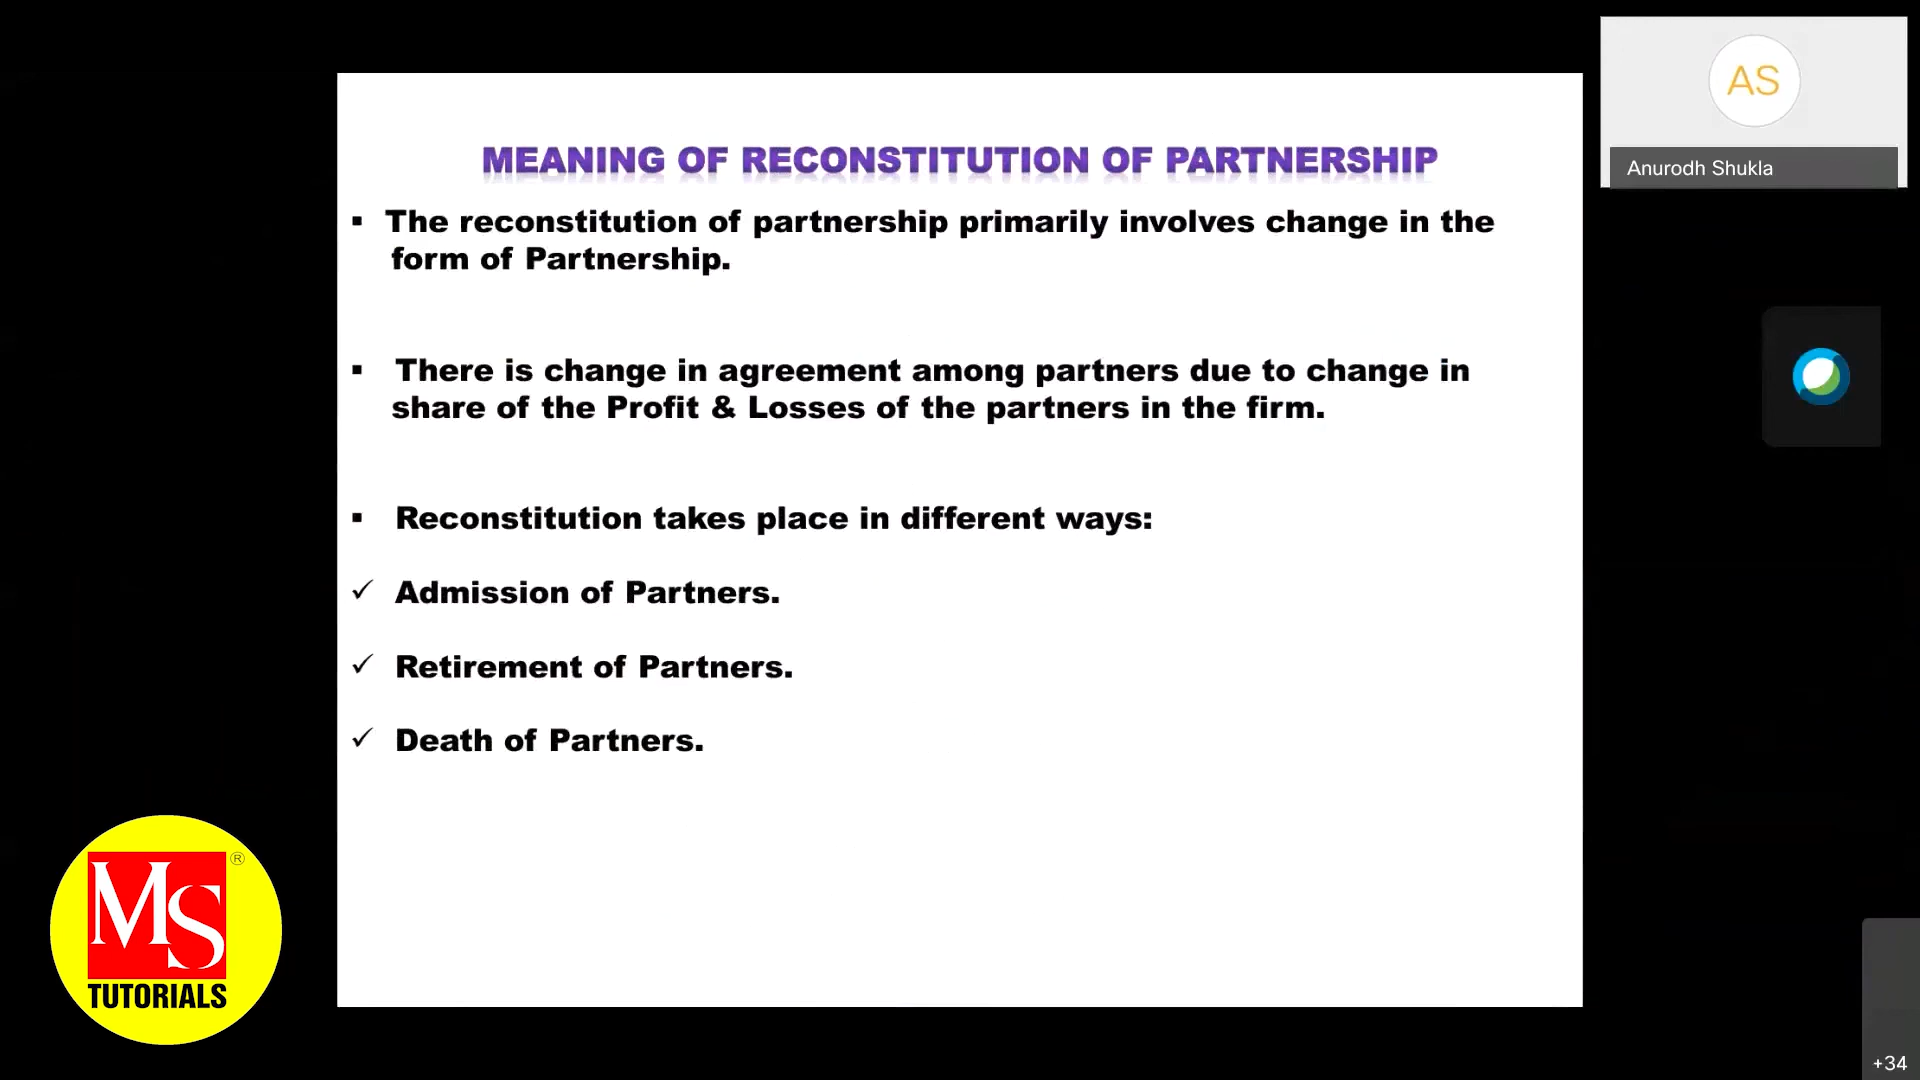 MEANING OF RECONSTITUTION OF PARTNERSHIP
▪ The reconstitution of partnership primarily involves change in the
form of Partnership.
▪ There is change in agreement among partners due to change in
share of the Profit & Losses of the partners in the firm.
▪ Reconstitution takes place in different ways:
✓ Admission of Partners.
✓ Retirement of Partners.
✓ Death of Partners.
AS
Anurodh Shukla
MS ®
TUTORIALS
+34